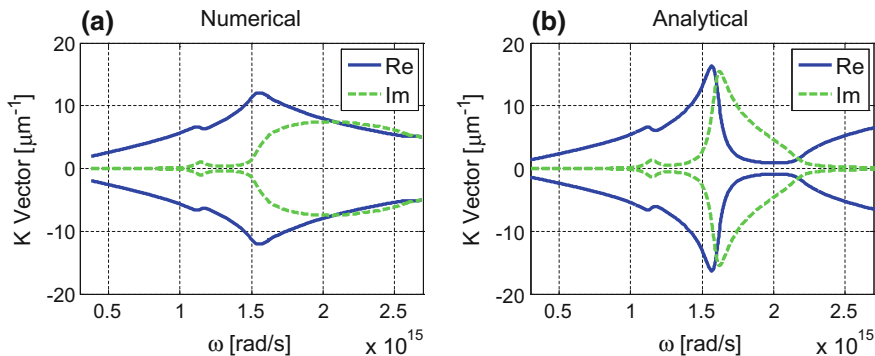 (a) Numerical
K Vector [μm⁻¹]
20
10
0
-10
-20
Re
Im
0.5 1 1.5 2 2.5
x 10¹⁵
ω [rad/s]
(b) Analytical
K Vector [μm⁻¹]
20
10
0
-10
-20
Re
Im
0.5 1 1.5 2 2.5
x 10¹⁵
ω [rad/s]